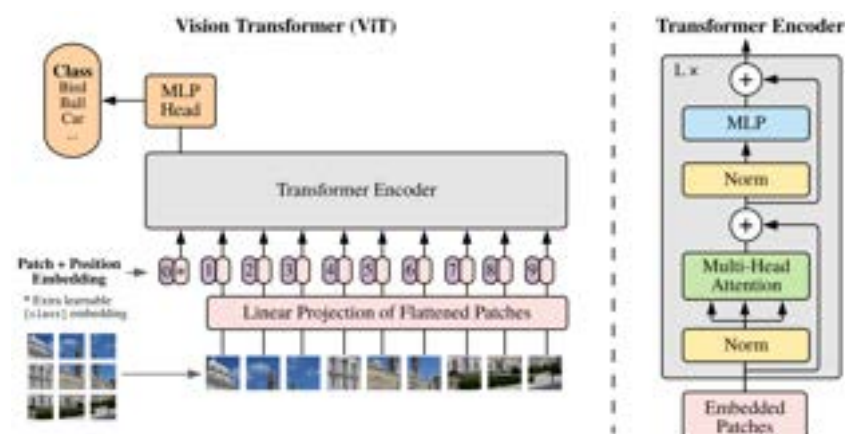 Vision Transformer (ViT)
Class
Bird
Ball
Car
...
MLP
Head
Transformer Encoder
Patch + Position
Embedding
* Extra learnable
[class] embedding
0 * 1 2 3 4 5 6 7 8 9
Linear Projection of Flattened Patches
Transformer Encoder
L ×
+
MLP
Norm
+
Multi-Head
Attention
Norm
Embedded
Patches